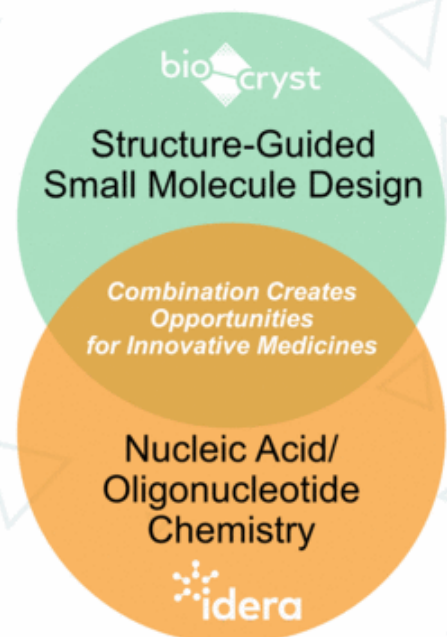 biocryst
Structure-Guided
Small Molecule Design
Combination Creates
Opportunities
for Innovative Medicines
Nucleic Acid/
Oligonucleotide
Chemistry
idera